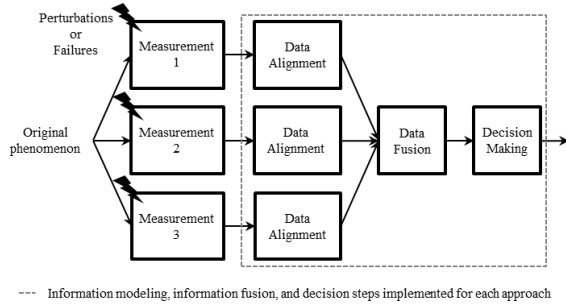 Perturbations
or
Failures
Measurement
1
Data
Alignment
Original
phenomenon
Measurement
2
Data
Alignment
Data
Fusion
Decision
Making
Measurement
3
Data
Alignment
--- Information modeling, information fusion, and decision steps implemented for each approach